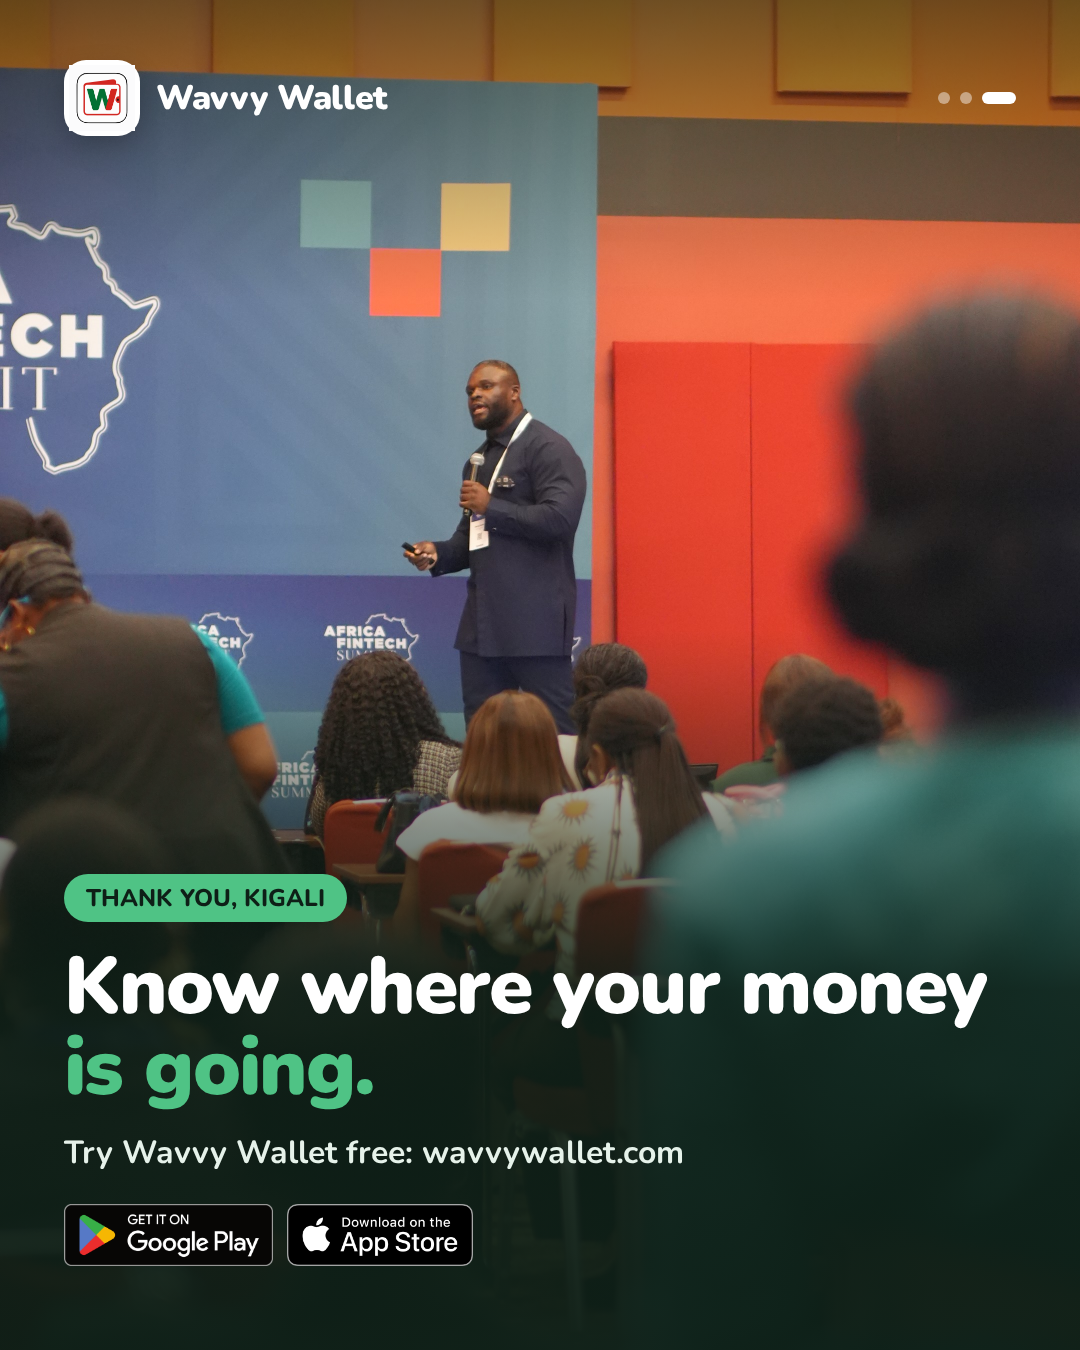 Wavvy Wallet
ECH
IT
AFRICA
FINTECH
THANK YOU, KIGALI
Know where your money
is going.
Try Wavvy Wallet free: wavvywallet.com
GET IT ON
Google Play
Download on the
App Store